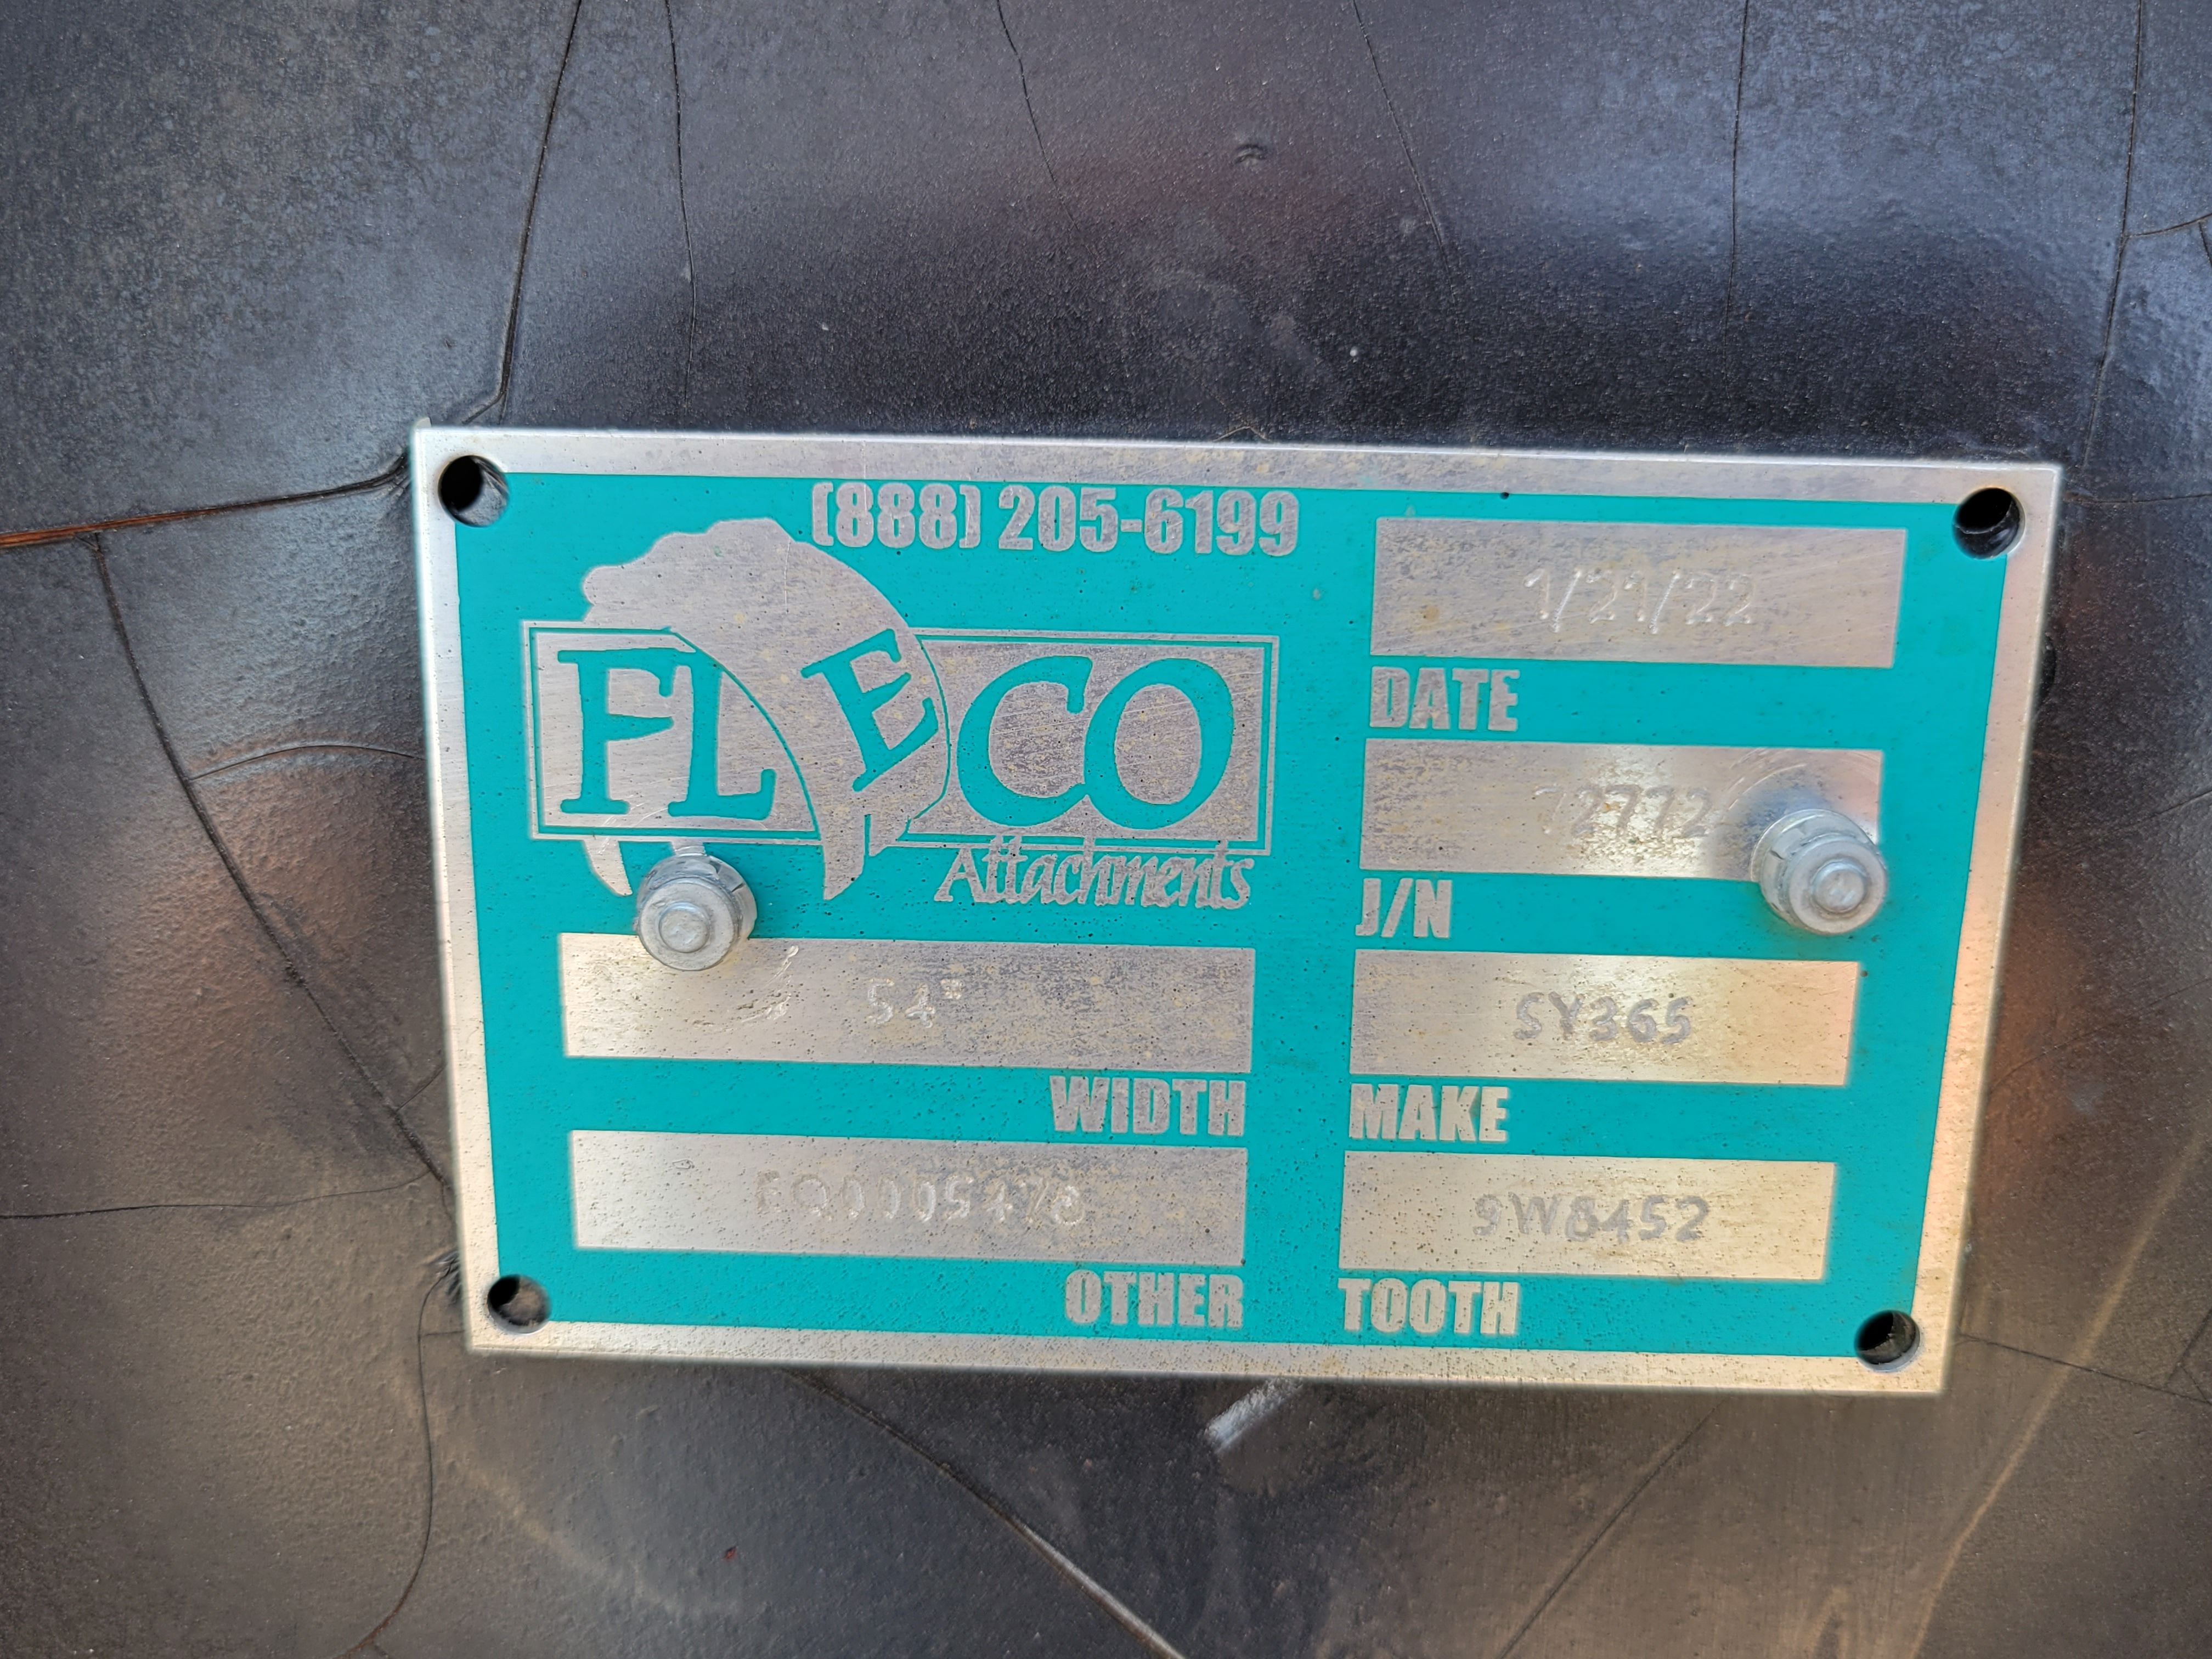 (888) 205-6199
FLECO
Attachments
1/21/22
DATE
72772
J/N
54"
WIDTH
SY365
MAKE
EQ0005478
OTHER
9W8452
TOOTH